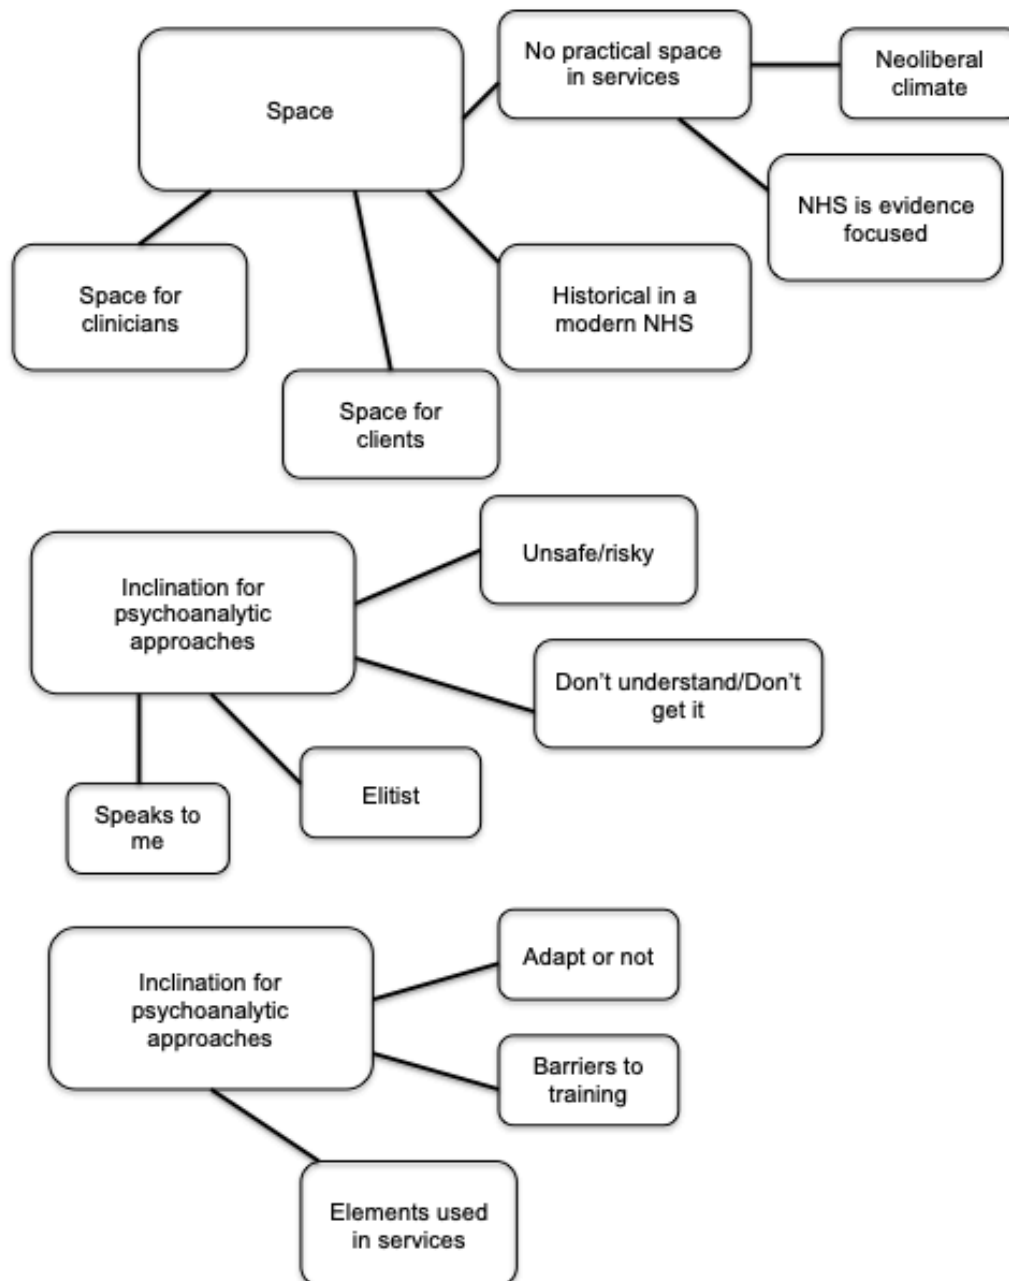 No practical space
in services
Neoliberal
climate
Space
NHS is evidence
focused
Space for
clinicians
Historical in a
modern NHS
Space for
clients
Unsafe/risky
Inclination for
psychoanalytic
approaches
Don’t understand/Don’t
get it
Elitist
Speaks to
me
Adapt or not
Inclination for
psychoanalytic
approaches
Barriers to
training
Elements used
in services